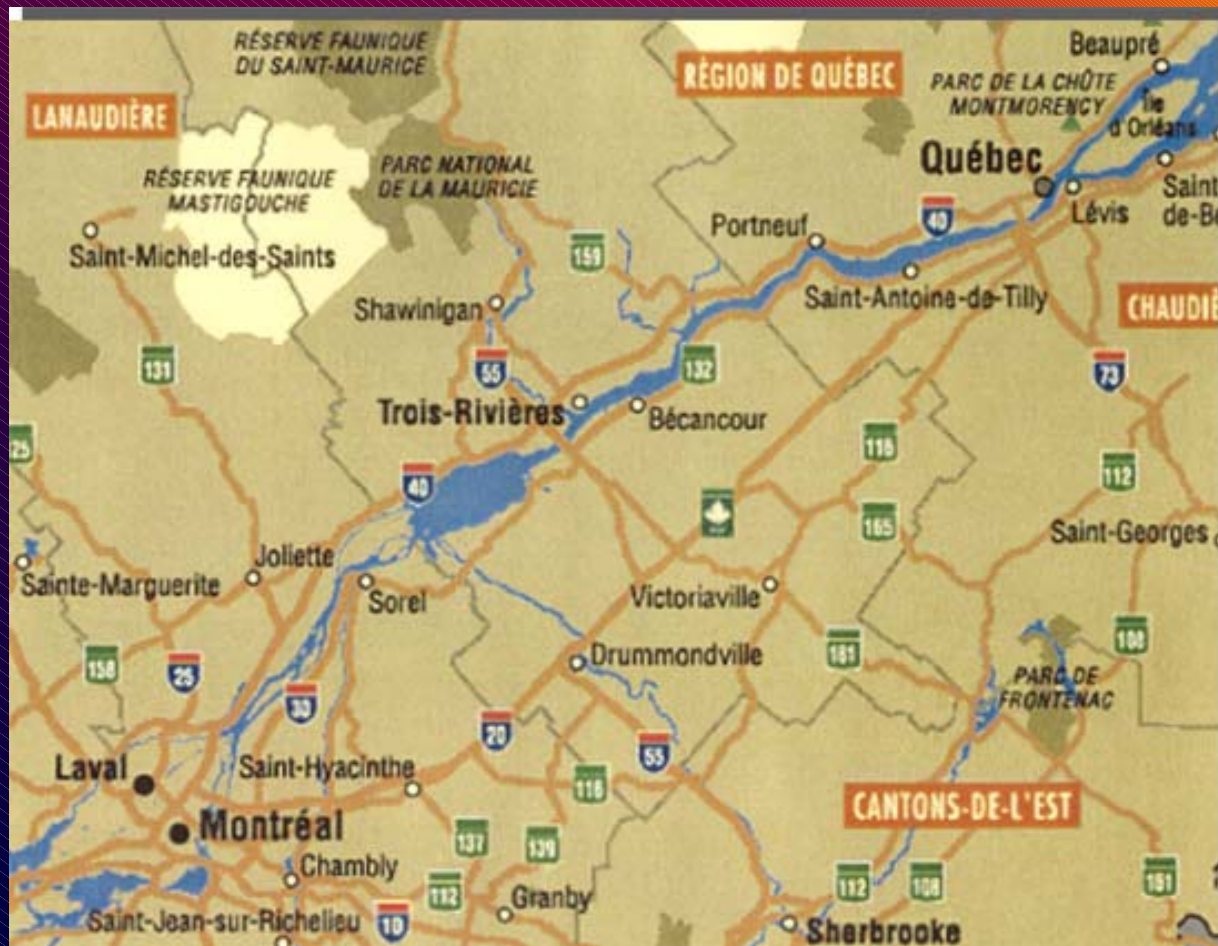 RÉSERVE FAUNIQUE
DU SAINT-MAURICE
RÉGION DE QUÉBEC
Beaupré
PARC DE LA CHÛTE
MONTMORENCY
Île
d'Orléans
LANAUDIÈRE
RÉSERVE FAUNIQUE
MASTIGOUCHE
PARC NATIONAL
DE LA MAURICIE
Québec
Lévis
Saint
Portneuf
40
Saint-Michel-des-Saints
159
Saint-Antoine-de-Tilly
Shawinigan
131
55
132
73
Trois-Rivières
Bécancour
25
116
112
40
165
Saint-Georges
Joliette
Sainte-Marguerite
Sorel
Victoriaville
158
25
Drummondville
161
108
PARC DE
FRONTENAC
30
20
55
Laval
Saint-Hyacinthe
116
CANTONS-DE-L'EST
Montréal
137
139
Chambly
112
Granby
112
108
161
Saint-Jean-sur-Richelieu
10
Sherbrooke